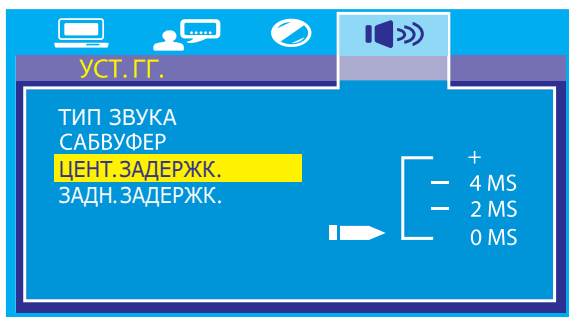 УСТ. ГГ.
ТИП ЗВУКА
САБВУФЕР
ЦЕНТ. ЗАДЕРЖК.
ЗАДН. ЗАДЕРЖК.
+
4 MS
2 MS
0 MS